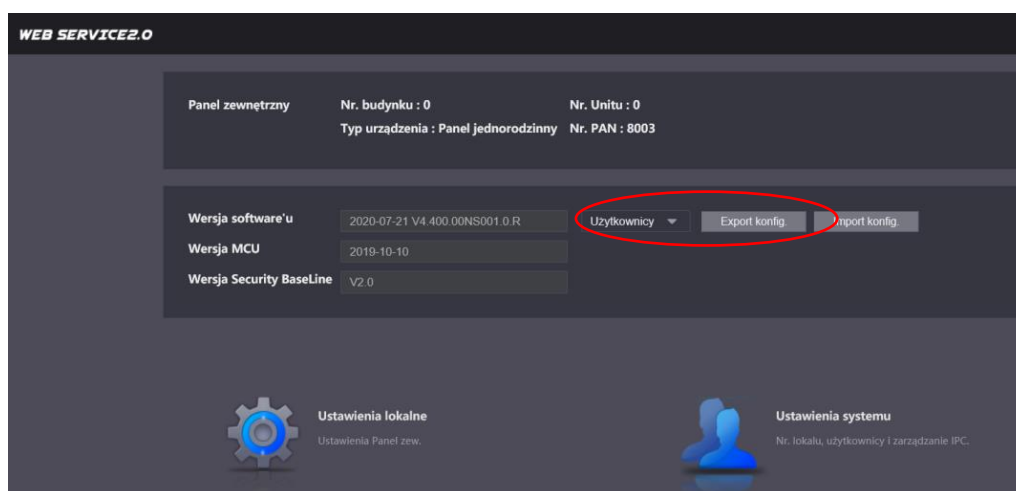 WEB SERVICE2.0
Panel zewnętrzny Nr. budynku : 0 Nr. Unitu : 0
Typ urządzenia : Panel jednorodzinny Nr. PAN : 8003
Wersja software'u 2020-07-21 V4.400.00NS001.0.R Użytkownicy Export konfig. Import konfig.
Wersja MCU 2019-10-10
Wersja Security BaseLine V2.0
Ustawienia lokalne Ustawienia systemu
Ustawienia Panel zew. Nr. lokalu, użytkownicy i zarządzanie IPC.